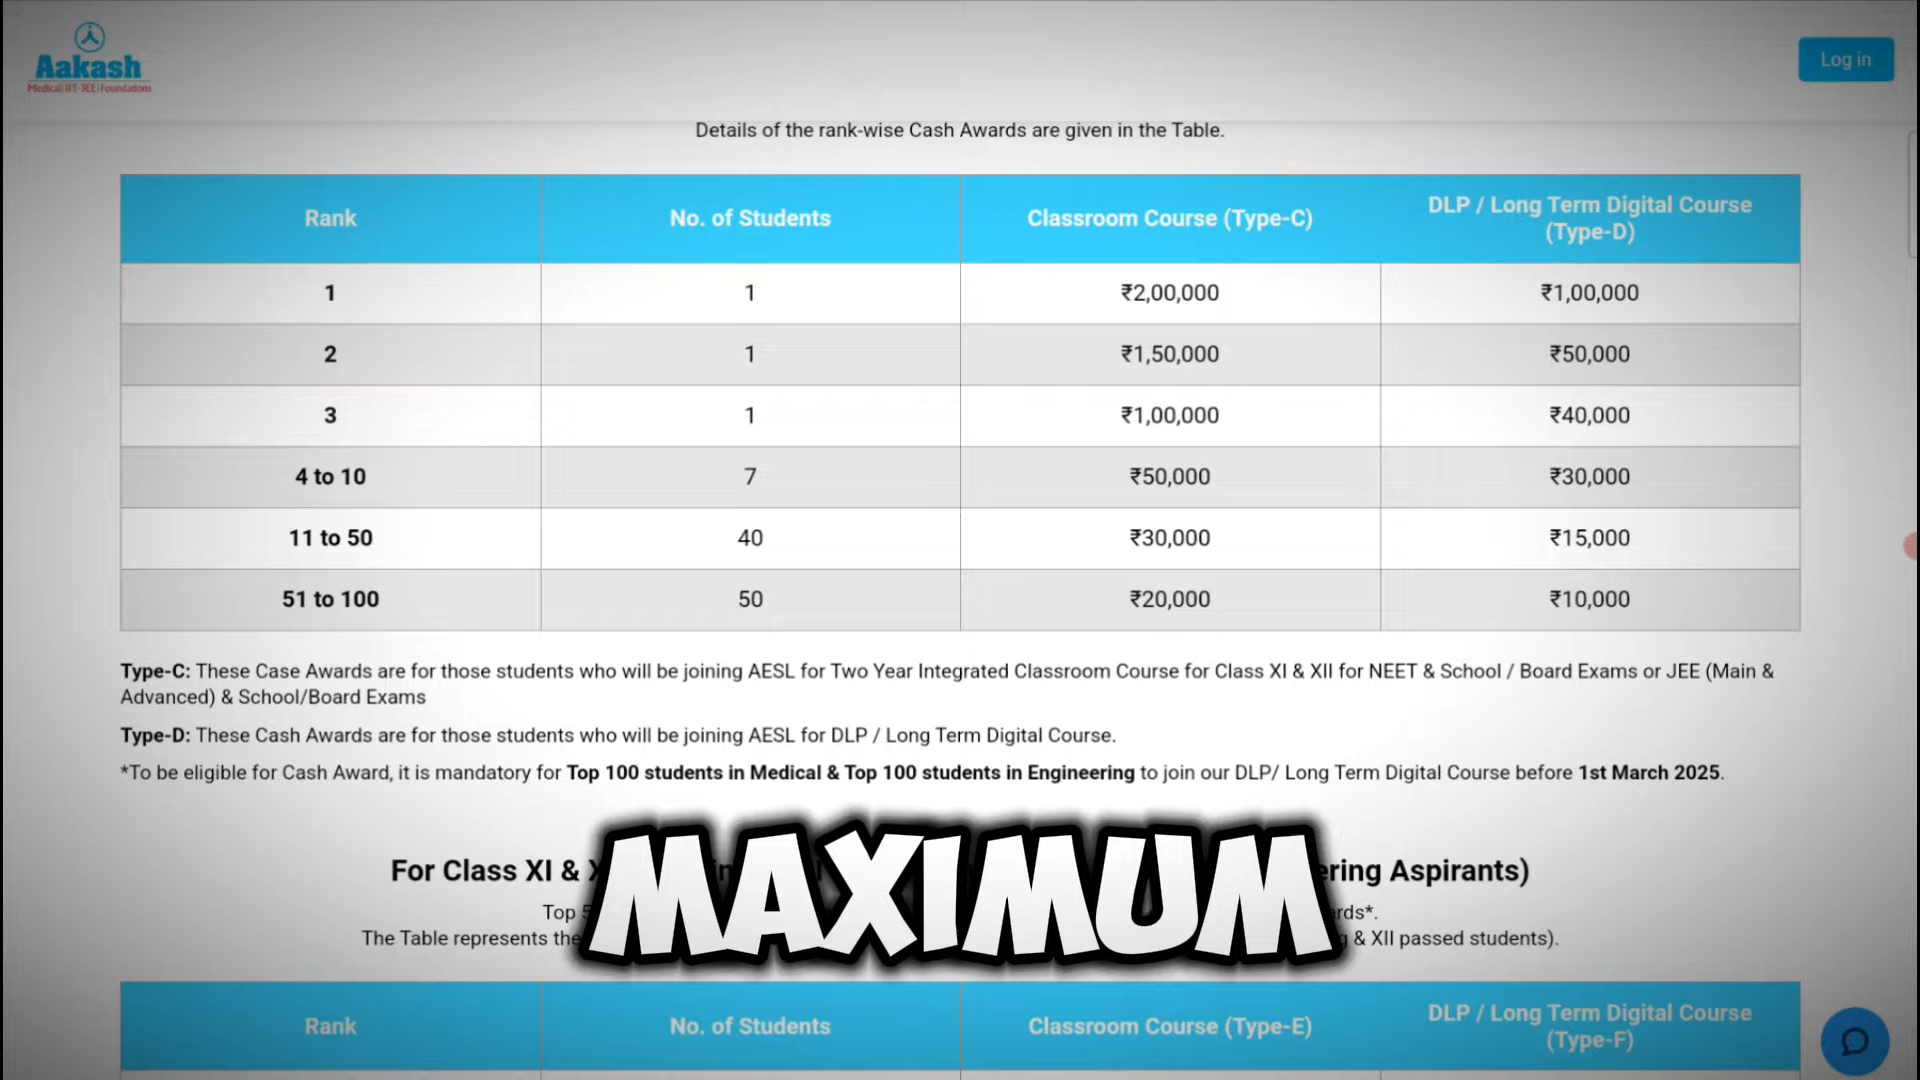 Aakash
Medical|IIT-JEE|Foundations
Log in
Details of the rank-wise Cash Awards are given in the Table.
Rank No. of Students Classroom Course (Type-C) DLP / Long Term Digital Course (Type-D)
1 1 ₹2,00,000 ₹1,00,000
2 1 ₹1,50,000 ₹50,000
3 1 ₹1,00,000 ₹40,000
4 to 10 7 ₹50,000 ₹30,000
11 to 50 40 ₹30,000 ₹15,000
51 to 100 50 ₹20,000 ₹10,000
Type-C: These Case Awards are for those students who will be joining AESL for Two Year Integrated Classroom Course for Class XI & XII for NEET & School / Board Exams or JEE (Main &
Advanced) & School/Board Exams
Type-D: These Cash Awards are for those students who will be joining AESL for DLP / Long Term Digital Course.
*To be eligible for Cash Award, it is mandatory for Top 100 students in Medical & Top 100 students in Engineering to join our DLP/ Long Term Digital Course before 1st March 2025.
MAXIMUM
For Class XI & Aspirants)
Top
The Table represents the & XII passed students).
Rank No. of Students Classroom Course (Type-E) DLP / Long Term Digital Course (Type-F)